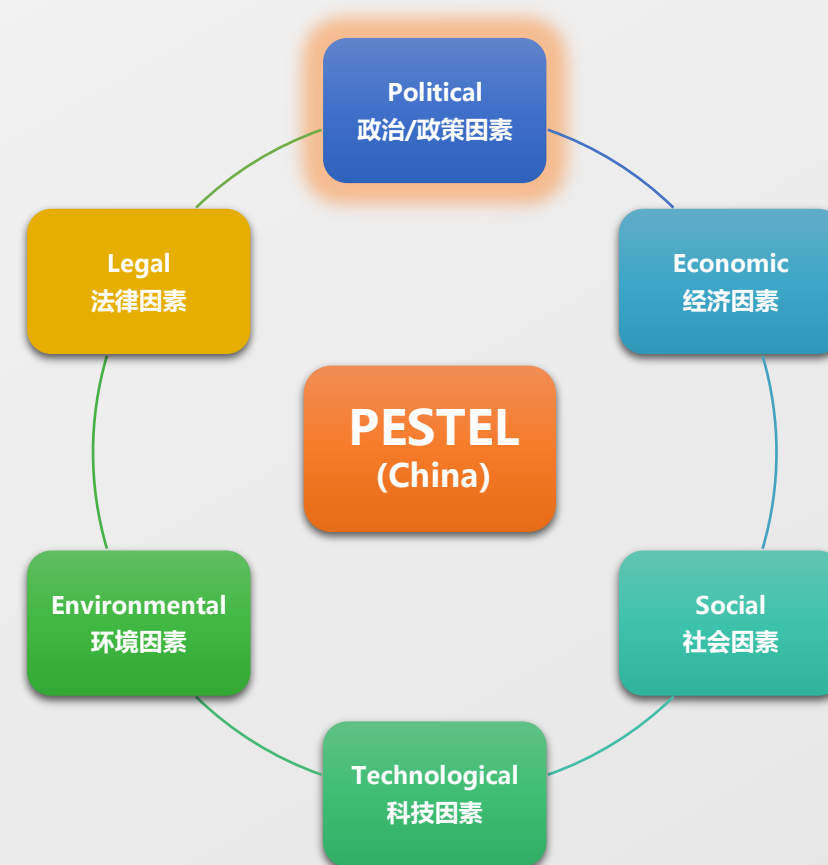 Political
政治/政策因素
Legal
法律因素
Economic
经济因素
PESTEL
(China)
Environmental
环境因素
Social
社会因素
Technological
科技因素